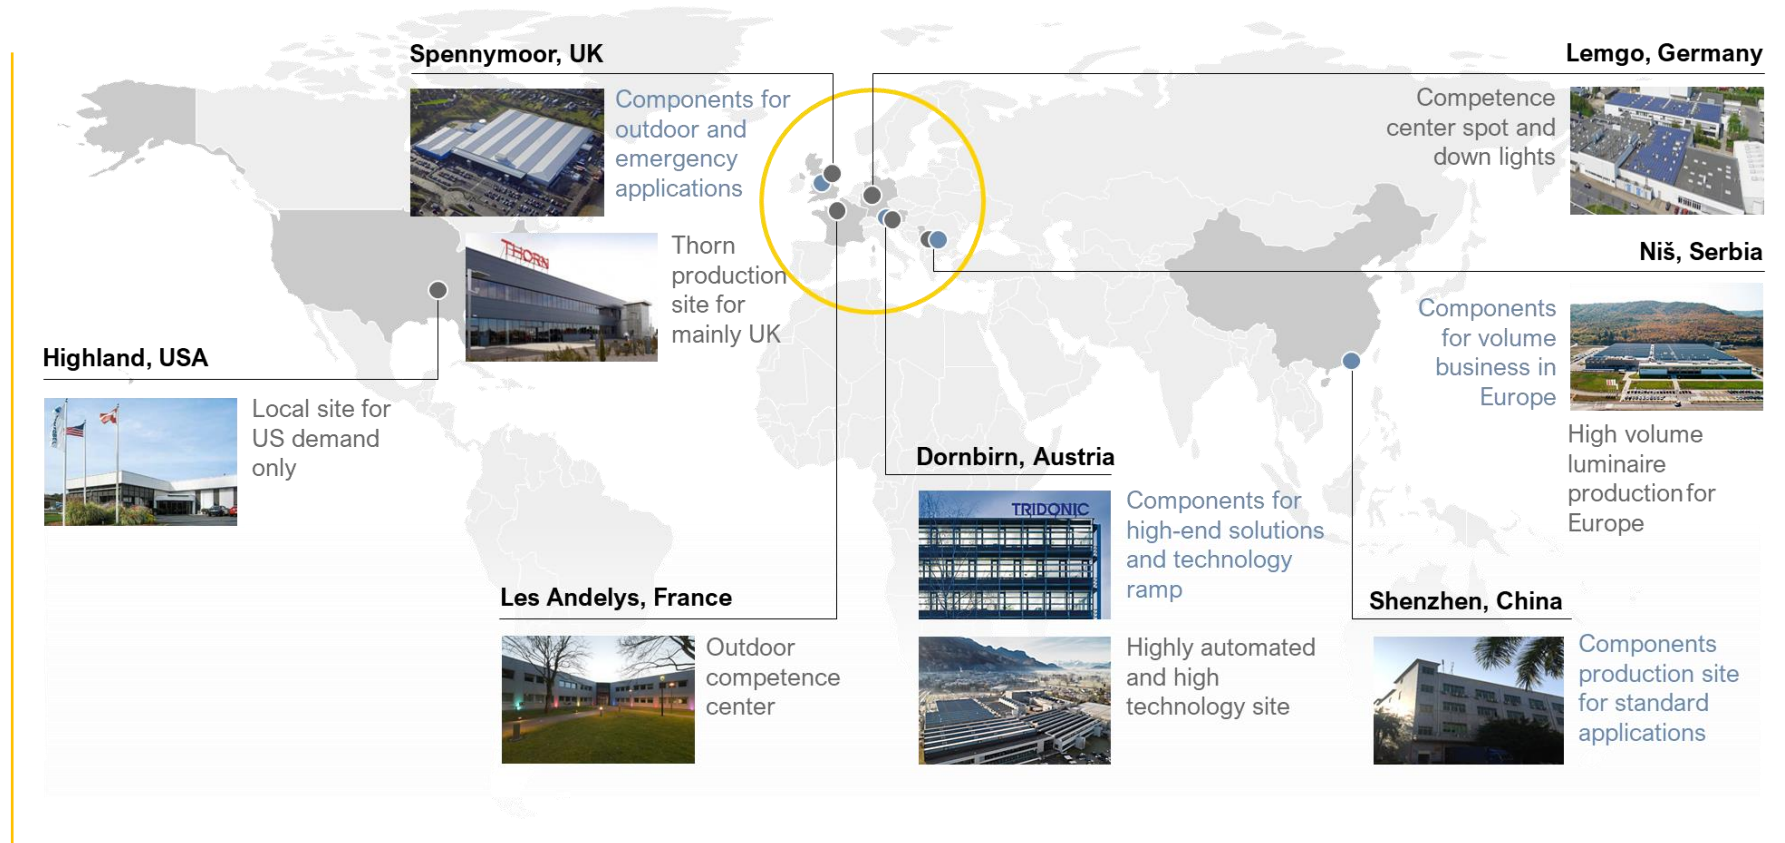 Spennymoor, UK
Components for
outdoor and
emergency
applications
THORN
Thorn
production
site for
mainly UK
Highland, USA
Local site for
US demand
only
Les Andelys, France
Outdoor
competence
center
Dornbirn, Austria
TRIDONIC
Components for
high-end solutions
and technology
ramp
Highly automated
and high
technology site
Lemgo, Germany
Competence
center spot and
down lights
Niš, Serbia
Components
for volume
business in
Europe
High volume
luminaire
production for
Europe
Shenzhen, China
Components
production site
for standard
applications